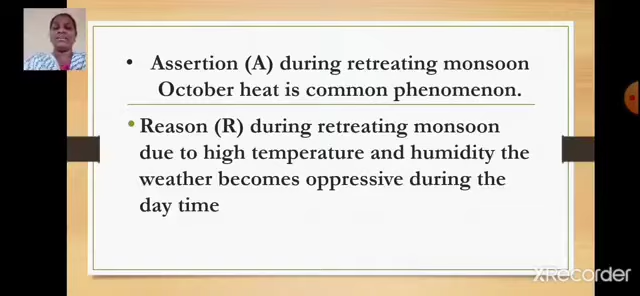 • Assertion (A) during retreating monsoon
October heat is common phenomenon.
• Reason (R) during retreating monsoon
due to high temperature and humidity the
weather becomes oppressive during the
day time
XRecorder